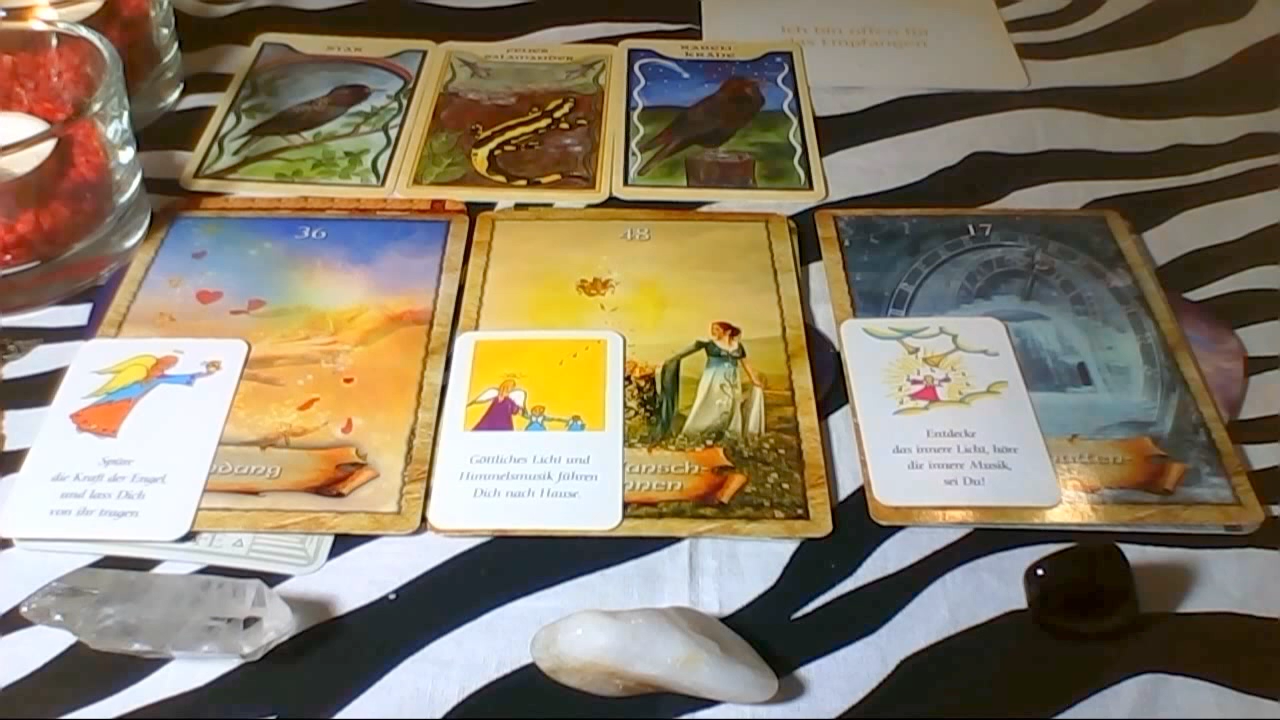 Ich bin offen für
das Empfangen
STAR
FEUER
SALAMANDER
KRÄHE
36
48
17
Spüre
die Kraft der Engel,
und lass Dich
von ihr tragen
Göttliches Licht und
Himmelsmusik führen
Dich nach Hause.
Entdecke
das innere Licht, höre
die innere Musik,
sei Du!